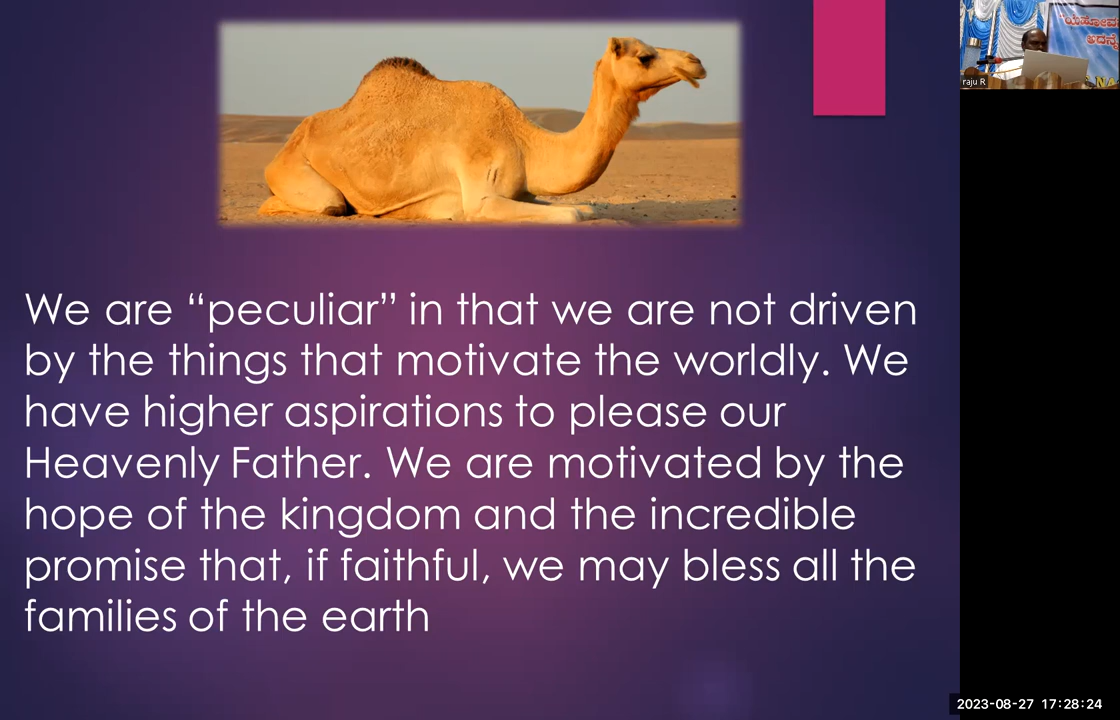 We are “peculiar” in that we are not driven
by the things that motivate the worldly. We
have higher aspirations to please our
Heavenly Father. We are motivated by the
hope of the kingdom and the incredible
promise that, if faithful, we may bless all the
families of the earth
raju R
2023-08-27 17:28:24